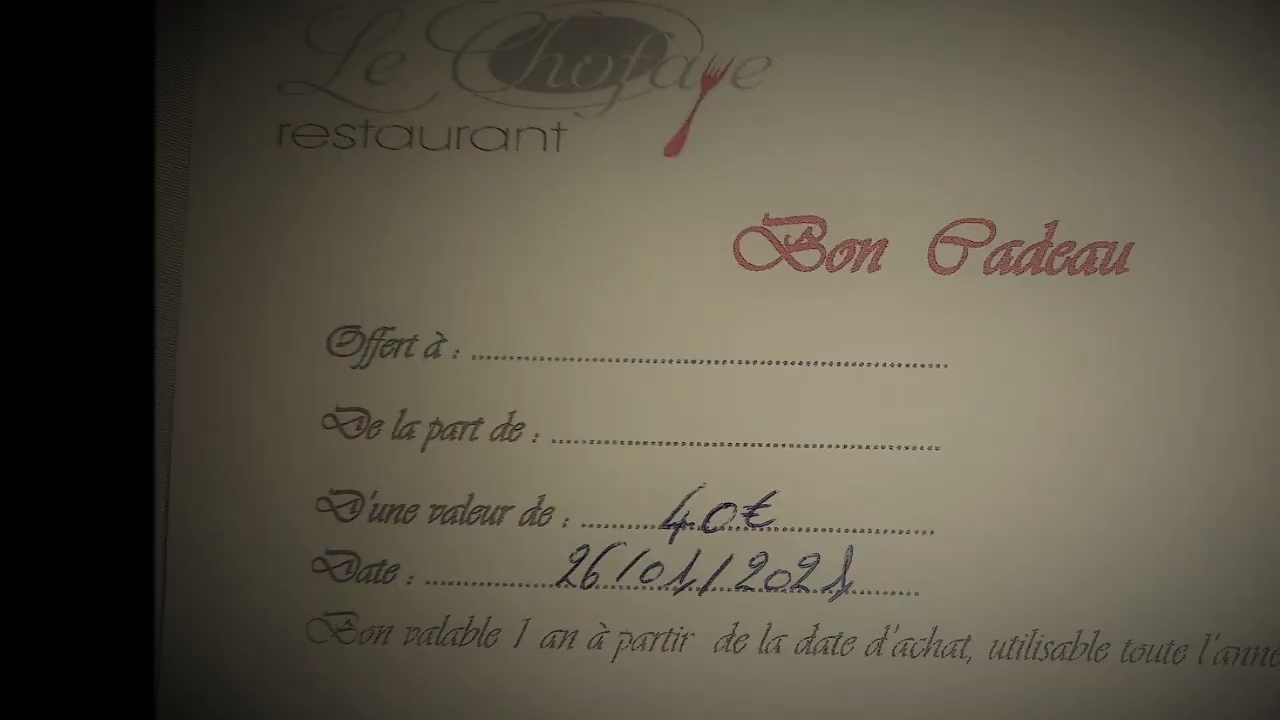 Le Chofaye
restaurant
Bon Cadeau
Offert à : ..........
De la part de : ..........
D'une valeur de : .......... 40€
Date : .......... 26/01/2021
Bon valable 1 an à partir de la date d'achat, utilisable toute l'anné